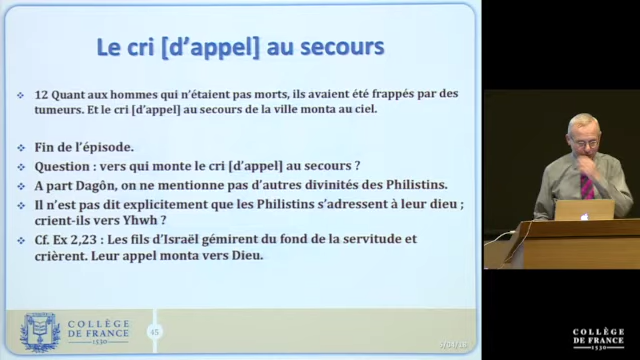 Le cri [d’appel] au secours
12 Quant aux hommes qui n’étaient pas morts, ils avaient été frappés par des
tumeurs. Et le cri [d’appel] au secours de la ville monta au ciel.
Fin de l’épisode.
Question : vers qui monte le cri [d’appel] au secours ?
A part Dagôn, on ne mentionne pas d’autres divinités des Philistins.
Il n’est pas dit explicitement que les Philistins s’adressent à leur dieu ;
crient-ils vers Yhwh ?
Cf. Ex 2,23 : Les fils d’Israël gémirent du fond de la servitude et
crièrent. Leur appel monta vers Dieu.
COLLÈGE
DE FRANCE
1530
45
COLLÈGE
DE FRANCE
1530